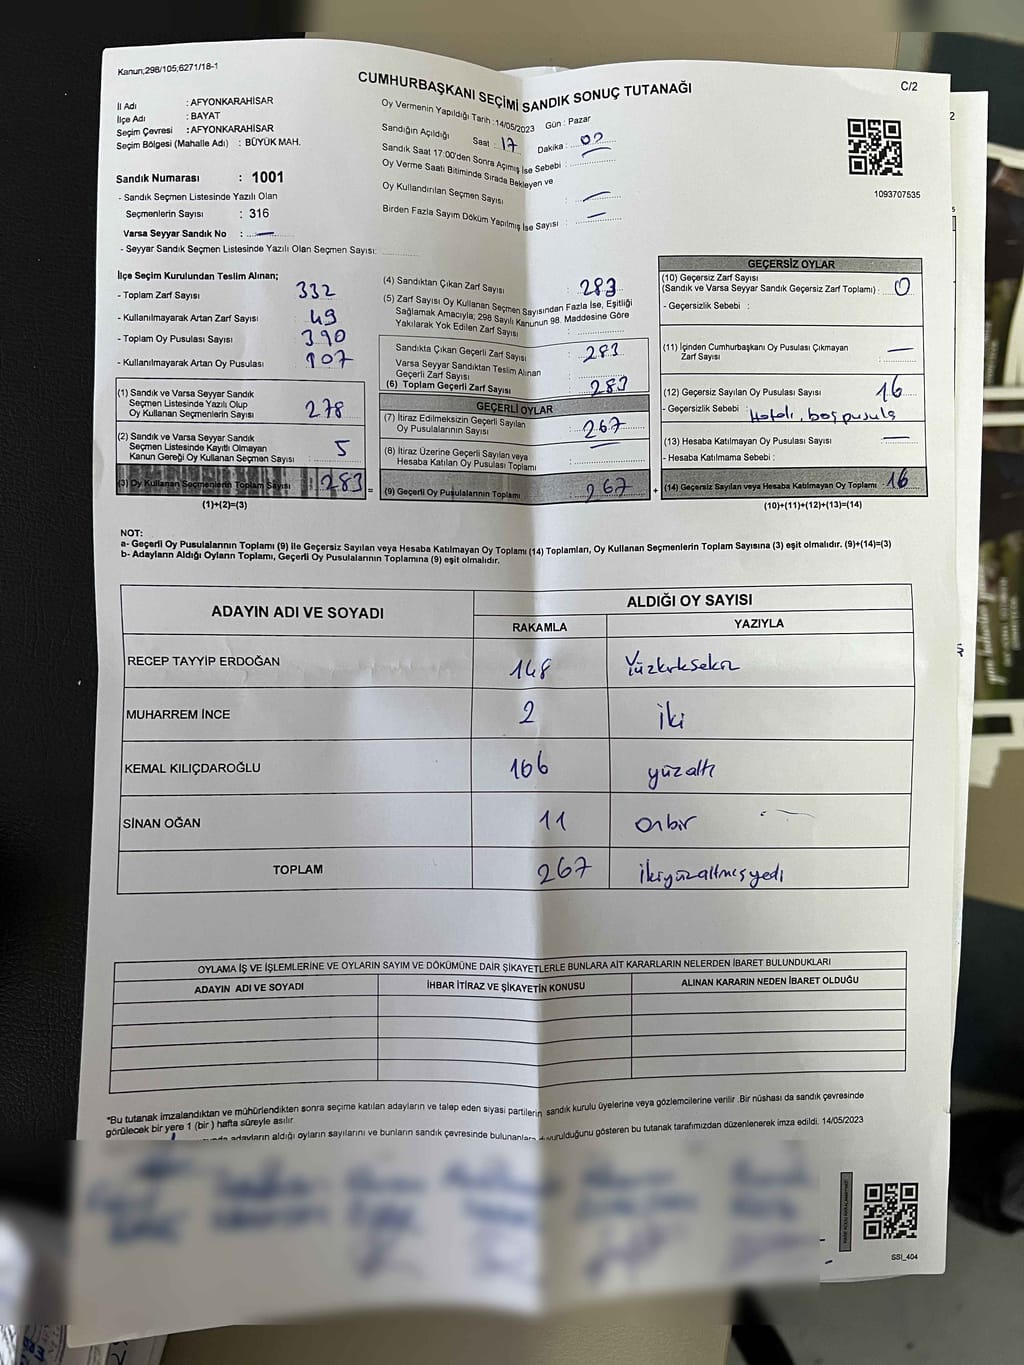 Kanun;298/105;6271/18-1
CUMHURBAŞKANI SEÇİMİ SANDIK SONUÇ TUTANAĞI
C/2
İl Adı : AFYONKARAHİSAR
İlçe Adı : BAYAT
Seçim Çevresi : AFYONKARAHİSAR
Seçim Bölgesi (Mahalle Adı) : BÜYÜK MAH.
Sandık Numarası : 1001
- Sandık Seçmen Listesinde Yazılı Olan
Seçmenlerin Sayısı : 316
Varsa Seyyar Sandık No : —
- Seyyar Sandık Seçmen Listesinde Yazılı Olan Seçmen Sayısı:
Oy Vermenin Yapıldığı Tarih : 14/05/2023 Gün : Pazar
Sandığın Açıldığı Saat : 17 Dakika : 00
Sandık Saat 17:00'den Sonra Açımış İse Sebebi : —
Oy Verme Saati Bitiminde Sırada Bekleyen ve
Oy Kullandırılan Seçmen Sayısı : —
Birden Fazla Sayım Döküm Yapılmış İse Sayısı : —
1093707535
İlçe Seçim Kurulundan Teslim Alınan;
- Toplam Zarf Sayısı 332
- Kullanılmayarak Artan Zarf Sayısı : 49
- Toplam Oy Pusulası Sayısı : 390
- Kullanılmayarak Artan Oy Pusulası : 107
(1) Sandık ve Varsa Seyyar Sandık
Seçmen Listesinde Yazılı Olup
Oy Kullanan Seçmenlerin Sayısı : 278
(2) Sandık ve Varsa Seyyar Sandık
Seçmen Listesinde Kayıtlı Olmayan
Kanun Gereği Oy Kullanan Seçmen Sayısı : 5
(3) Oy Kullanan Seçmenlerin Toplam Sayısı : 283
(1)+(2)=(3)
(4) Sandıktan Çıkan Zarf Sayısı : 283
(5) Zarf Sayısı Oy Kullanan Seçmen Sayısından Fazla İse, Eşitliği
Sağlamak Amacıyla; 298 Sayılı Kanunun 98. Maddesine Göre
Yakılarak Yok Edilen Zarf Sayısı :
Sandıkta Çıkan Geçerli Zarf Sayısı : 283
Varsa Seyyar Sandıktan Teslim Alınan
Geçerli Zarf Sayısı :
(6) Toplam Geçerli Zarf Sayısı : 283
GEÇERLİ OYLAR
(7) İtiraz Edilmeksizin Geçerli Sayılan
Oy Pusulalarının Sayısı : 267
(8) İtiraz Üzerine Geçerli Sayılan veya
Hesaba Katılan Oy Pusulası Toplamı :
= (9) Geçerli Oy Pusulalarının Toplamı : 267
GEÇERSİZ OYLAR
(10) Geçersiz Zarf Sayısı
(Sandık ve Varsa Seyyar Sandık Geçersiz Zarf Toplamı) : 0
- Geçersizlik Sebebi :
(11) İçinden Cumhurbaşkanı Oy Pusulası Çıkmayan
Zarf Sayısı : —
(12) Geçersiz Sayılan Oy Pusulası Sayısı : 16
- Geçersizlik Sebebi : Hatalı, boş pusula
(13) Hesaba Katılmayan Oy Pusulası Sayısı : —
- Hesaba Katılmama Sebebi :
+ (14) Geçersiz Sayılan veya Hesaba Katılmayan Oy Toplamı : 16
(10)+(11)+(12)+(13)=(14)
NOT:
a- Geçerli Oy Pusulalarının Toplamı (9) ile Geçersiz Sayılan veya Hesaba Katılmayan Oy Toplamı (14) Toplamları, Oy Kullanan Seçmenlerin Toplam Sayısına (3) eşit olmalıdır. (9)+(14)=(3)
b- Adayların Aldığı Oyların Toplamı, Geçerli Oy Pusulalarının Toplamına (9) eşit olmalıdır.
ADAYIN ADI VE SOYADI ALDIĞI OY SAYISI
RAKAMLA YAZIYLA
RECEP TAYYİP ERDOĞAN 148 Yüzkırksekiz
MUHARREM İNCE 2 iki
KEMAL KILIÇDAROĞLU 106 yüzaltı
SİNAN OĞAN 11 Onbir
TOPLAM 267 ikiyüzaltmışyedi
OYLAMA İŞ VE İŞLEMLERİNE VE OYLARIN SAYIM VE DÖKÜMÜNE DAİR ŞİKAYETLERLE BUNLARA AİT KARARLARIN NELERDEN İBARET BULUNDUKLARI
ADAYIN ADI VE SOYADI İHBAR İTİRAZ VE ŞİKAYETİN KONUSU ALINAN KARARIN NEDEN İBARET OLDUĞU
*Bu tutanak imzalandıktan ve mühürlendikten sonra seçime katılan adayların ve talep eden siyasi partilerin sandık kurulu üyelerine veya gözlemcilerine verilir .Bir nüshası da sandık çevresinde
görülecek bir yere 1 (bir ) hafta süreyle asılır.
adayların aldığı oyların sayılarını ve bunların sandık çevresinde duyurulduğunu gösteren bu tutanak tarafımızdan düzenlenerek imza edildi. 14/05/2023
SSI_404